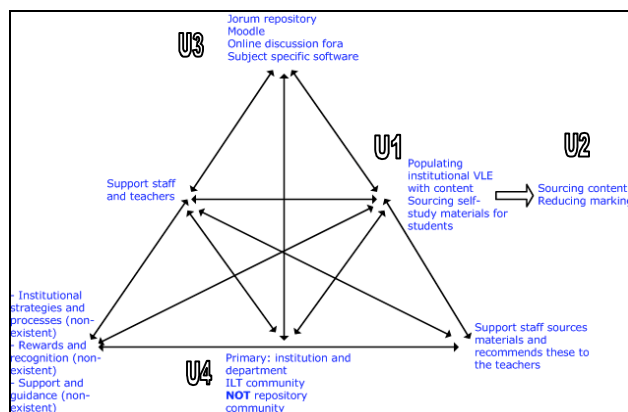 U3
Jorum repository
Moodle
Online discussion fora
Subject specific software
U1
U2
Populating
institutional VLE
with content
Sourcing self-
study materials for
students
Sourcing content
Reducing marking
Support staff
and teachers
- Institutional
strategies and
processes (non-
existent)
- Rewards and
recognition (non-
existent)
- Support and
guidance (non-
existent)
U4
Primary: institution and
department
ILT community
NOT repository
community
Support staff sources
materials and
recommends these to
the teachers